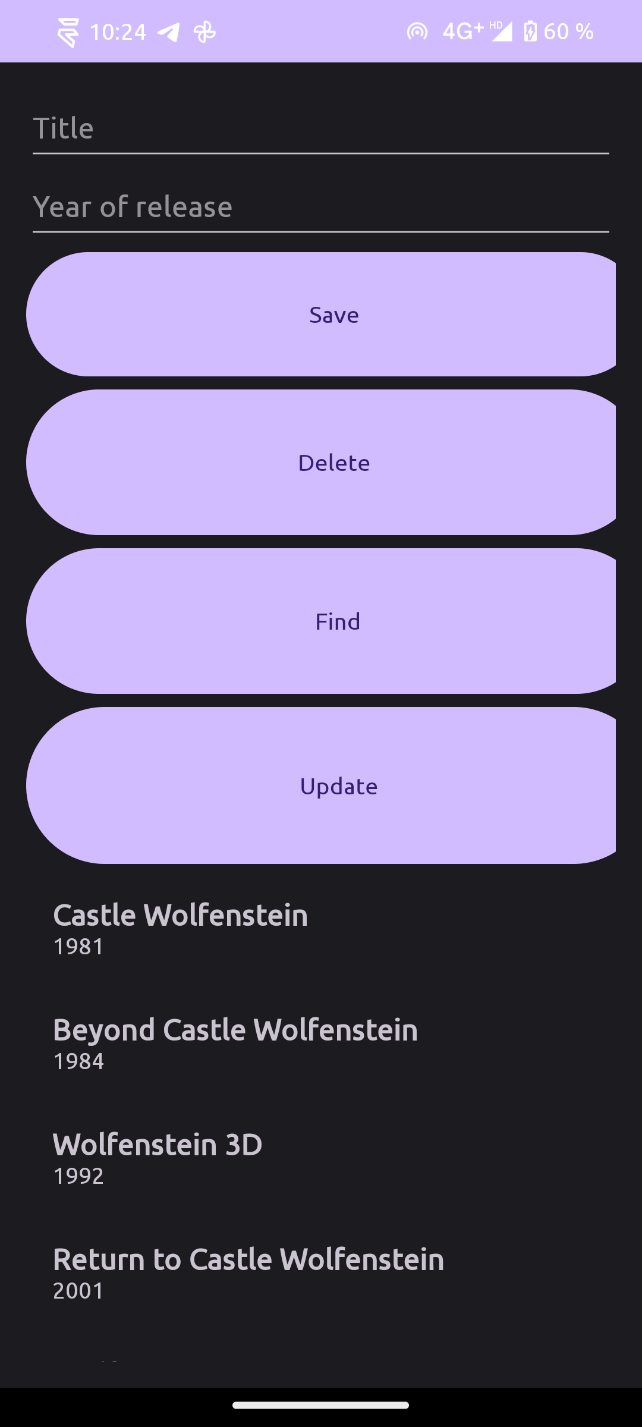 10:24 4G+ HD 60 %
Title
Year of release
Save
Delete
Find
Update
Castle Wolfenstein
1981
Beyond Castle Wolfenstein
1984
Wolfenstein 3D
1992
Return to Castle Wolfenstein
2001